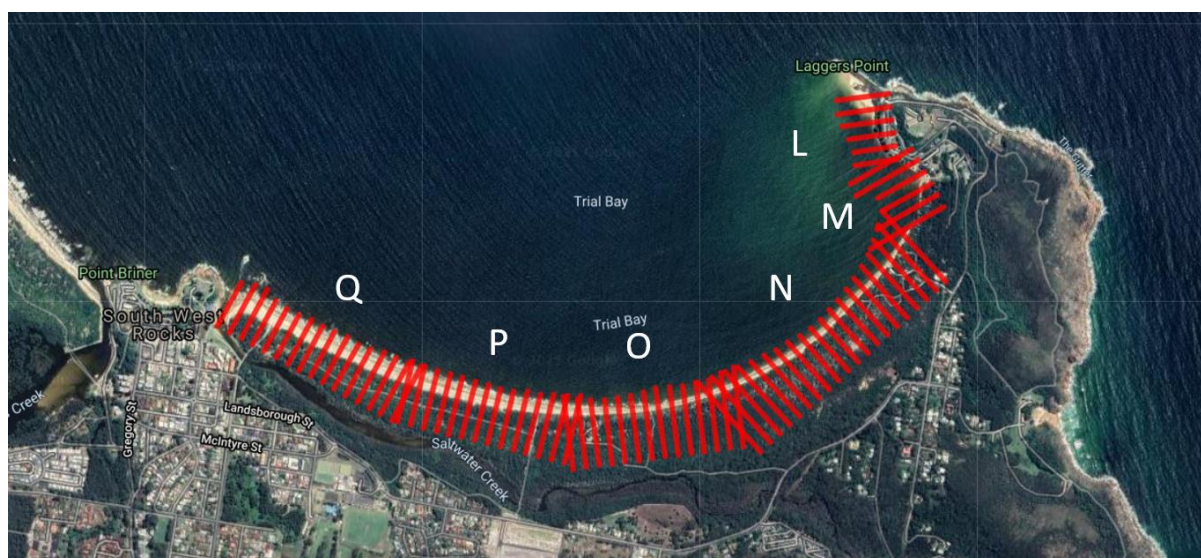 Laggers Point
L
Trial Bay
M
Point Briner
South West
Rocks
Q
N
Trial Bay
P
O
Creek
Gregory St
Landsborough St
McIntyre St
Saltwater Creek